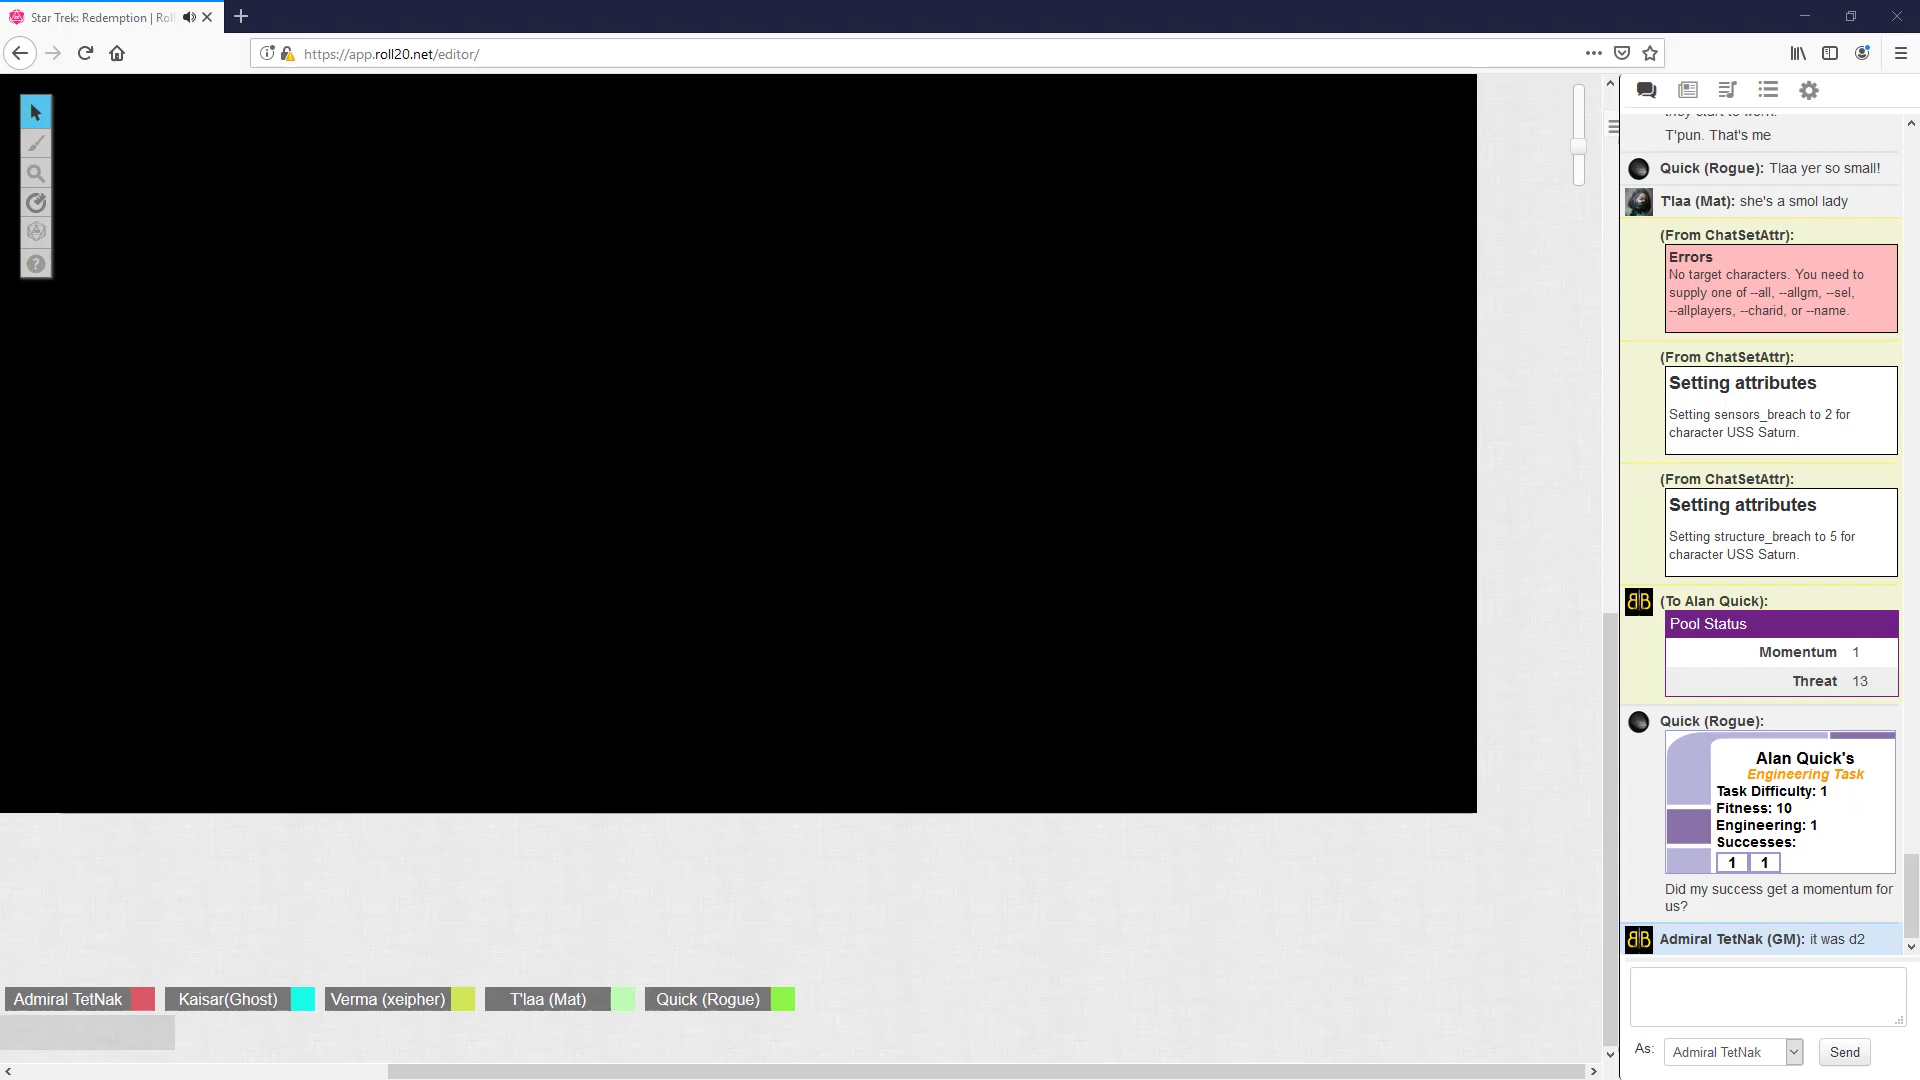 Star Trek: Redemption | Roll
https://app.roll20.net/editor/
T'pun. That's me
Quick (Rogue): Tlaa yer so small!
T'laa (Mat): she's a smol lady
(From ChatSetAttr):
Errors
No target characters. You need to
supply one of --all, --allgm, --sel,
--allplayers, --charid, or --name.
(From ChatSetAttr):
Setting attributes
Setting sensors_breach to 2 for
character USS Saturn.
(From ChatSetAttr):
Setting attributes
Setting structure_breach to 5 for
character USS Saturn.
(To Alan Quick):
Pool Status
Momentum 1
Threat 13
Quick (Rogue):
Alan Quick's
Engineering Task
Task Difficulty: 1
Fitness: 10
Engineering: 1
Successes:
1 1
Did my success get a momentum for
us?
Admiral TetNak (GM): it was d2
Admiral TetNak
Kaisar(Ghost)
Verma (xeipher)
T'laa (Mat)
Quick (Rogue)
As: Admiral TetNak
Send